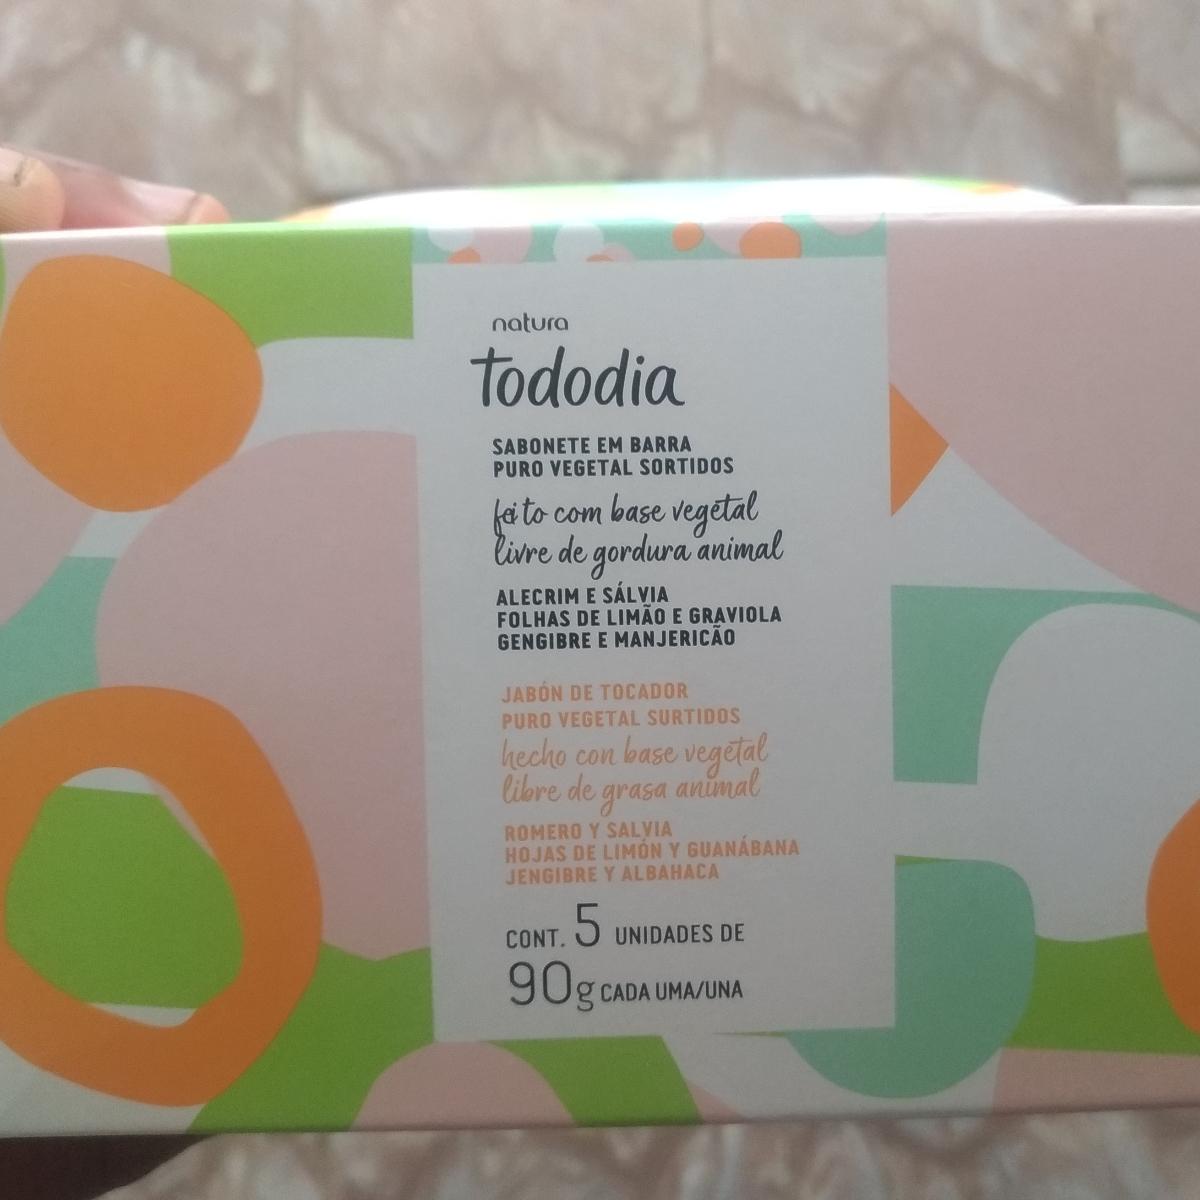 natura
tododia
SABONETE EM BARRA
PURO VEGETAL SORTIDOS
feito com base vegetal
livre de gordura animal
ALECRIM E SÁLVIA
FOLHAS DE LIMÃO E GRAVIOLA
GENGIBRE E MANJERICÃO
JABÓN DE TOCADOR
PURO VEGETAL SURTIDOS
hecho con base vegetal
libre de grasa animal
ROMERO Y SALVIA
HOJAS DE LIMÓN Y GUANÁBANA
JENGIBRE Y ALBAHACA
CONT. 5 UNIDADES DE
90g CADA UMA/UNA